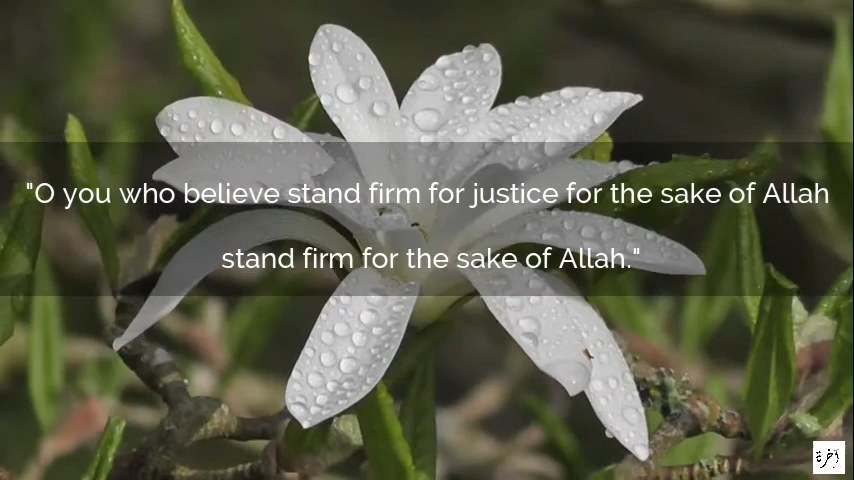 "O you who believe stand firm for justice for the sake of Allah
stand firm for the sake of Allah."
آخرة